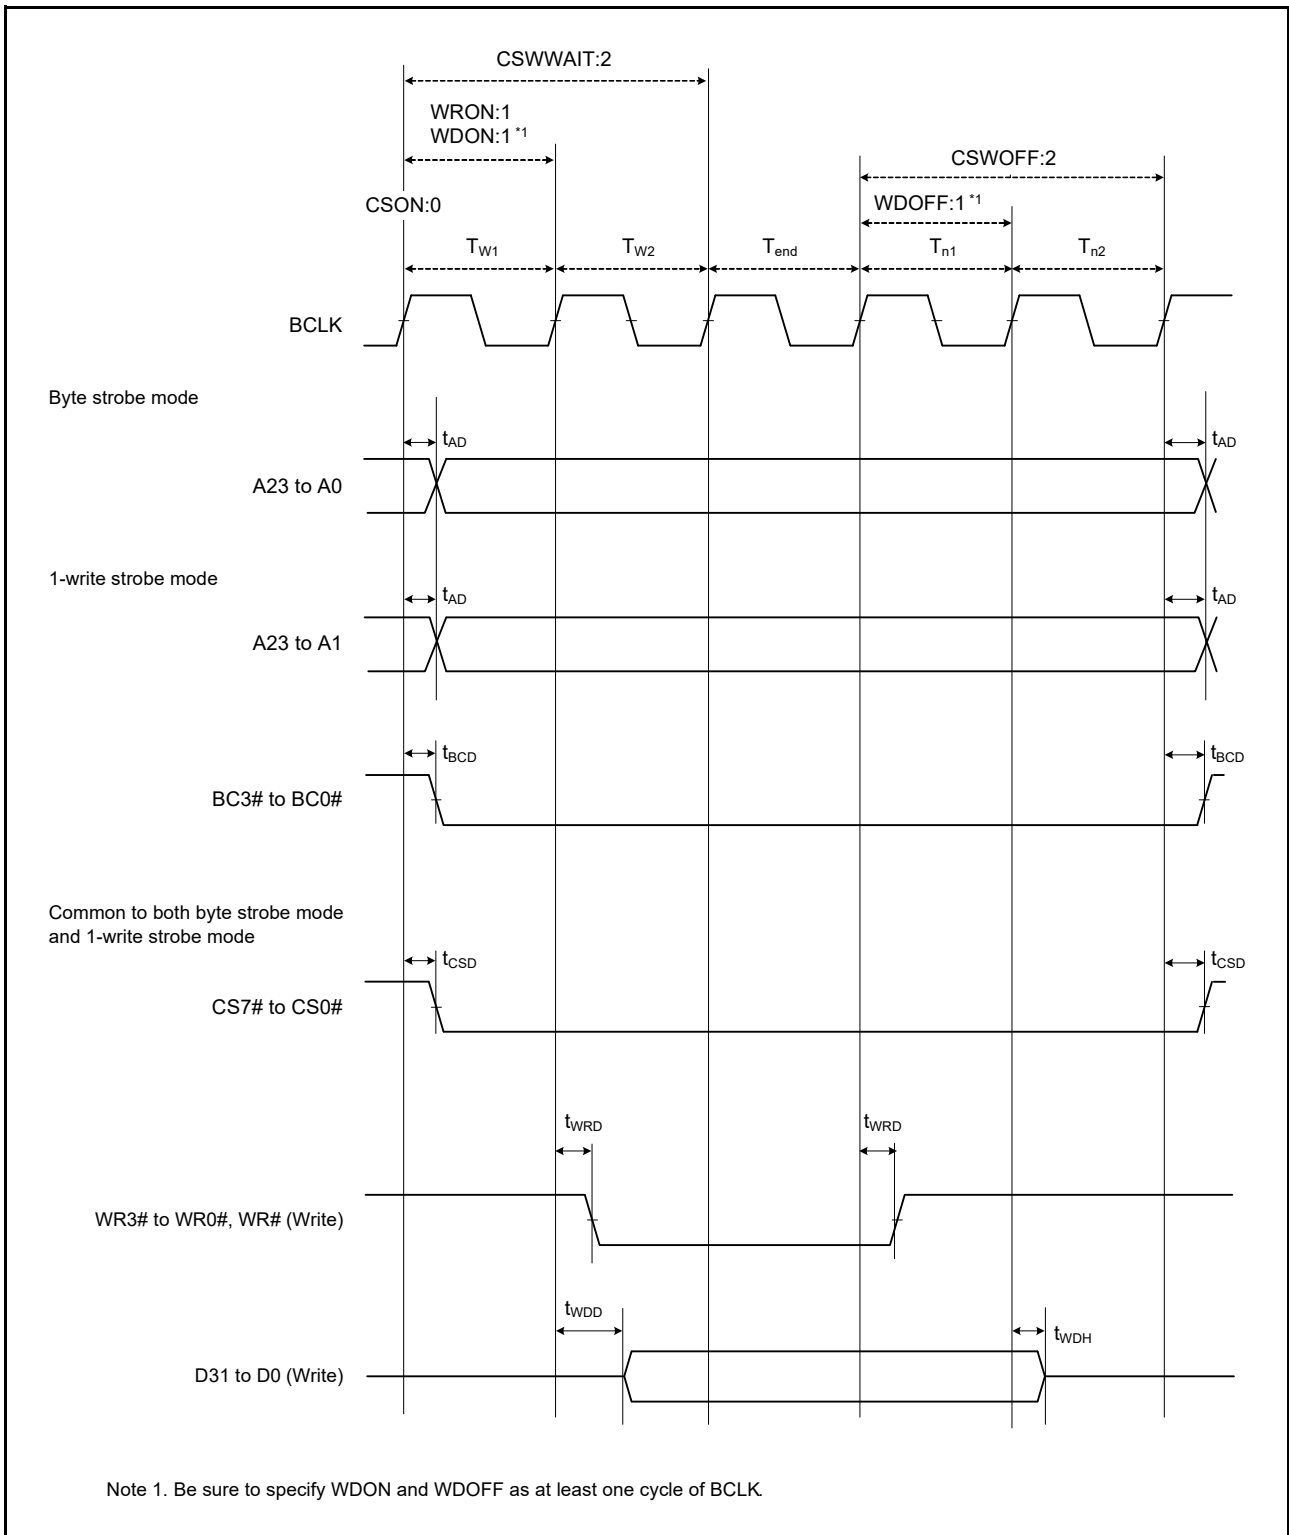 CSWWAIT:2
WRON:1
WDON:1 *1
CSWOFF:2
CSON:0
WDOFF:1 *1
TW1 TW2 Tend Tn1 Tn2
BCLK
Byte strobe mode
tAD tAD
A23 to A0
1-write strobe mode
tAD tAD
A23 to A1
tBCD tBCD
BC3# to BC0#
Common to both byte strobe mode
and 1-write strobe mode
tCSD tCSD
CS7# to CS0#
tWRD tWRD
WR3# to WR0#, WR# (Write)
tWDD tWDH
D31 to D0 (Write)
Note 1. Be sure to specify WDON and WDOFF as at least one cycle of BCLK.